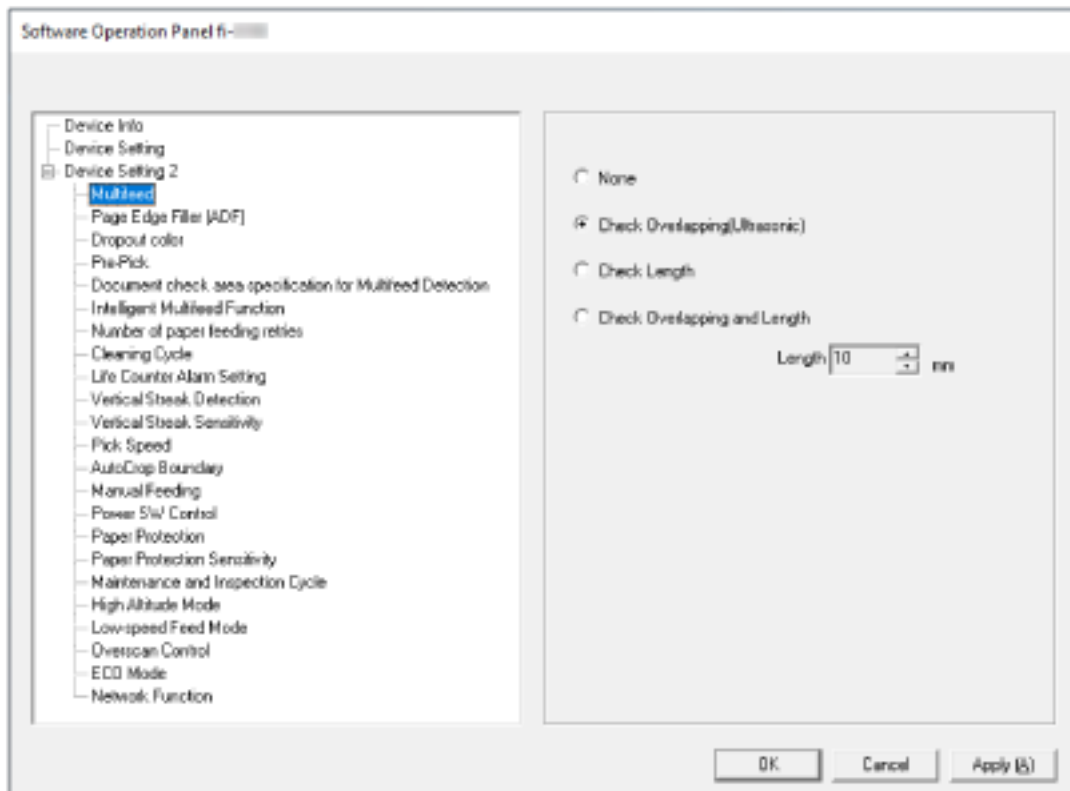 Software Operation Panel fi-
Device Info
Device Setting
Device Setting 2
Multifeed
Page Edge Filler [ADF]
Dropout color
Pre-Pick
Document check area specification for Multifeed Detection
Intelligent Multifeed Function
Number of paper feeding retries
Cleaning Cycle
Life Counter Alarm Setting
Vertical Streak Detection
Vertical Streak Sensitivity
Pick Speed
AutoCrop Boundary
Manual Feeding
Power SW Control
Paper Protection
Paper Protection Sensitivity
Maintenance and Inspection Cycle
High Altitude Mode
Low-speed Feed Mode
Overscan Control
ECO Mode
Network Function
None
Check Overlapping(Ultrasonic)
Check Length
Check Overlapping and Length
Length 10 mm
OK Cancel Apply (A)